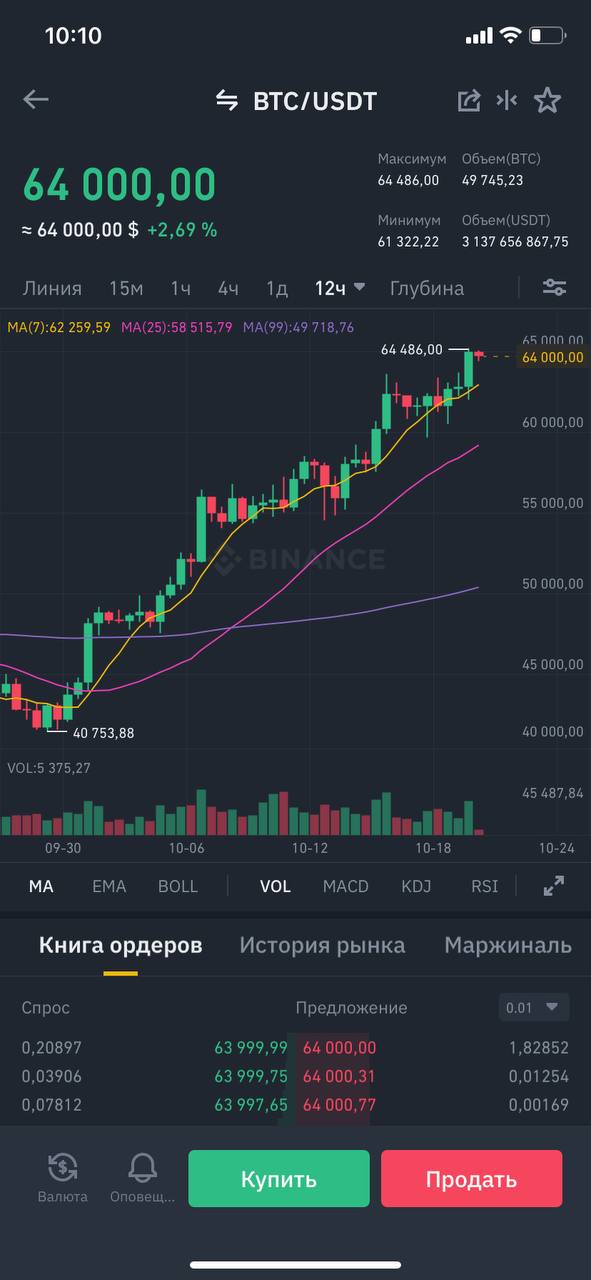 10:10
BTC/USDT
64 000,00
≈ 64 000,00 $ +2,69 %
Максимум Объем(BTC)
64 486,00 49 745,23
Минимум Объем(USDT)
61 322,22 3 137 656 867,75
Линия 15м 1ч 4ч 1д 12ч Глубина
MA(7):62 259,59 MA(25):58 515,79 MA(99):49 718,76
65 000,00
64 486,00
64 000,00
60 000,00
55 000,00
BINANCE
50 000,00
45 000,00
40 753,88
40 000,00
VOL:5 375,27
45 487,84
09-30 10-06 10-12 10-18 10-24
MA EMA BOLL VOL MACD KDJ RSI
Книга ордеров История рынка Маржиналь
Спрос Предложение 0.01
0,20897 63 999,99 64 000,00 1,82852
0,03906 63 999,75 64 000,31 0,01254
0,07812 63 997,65 64 000,77 0,00169
Валюта Оповещ... Купить Продать